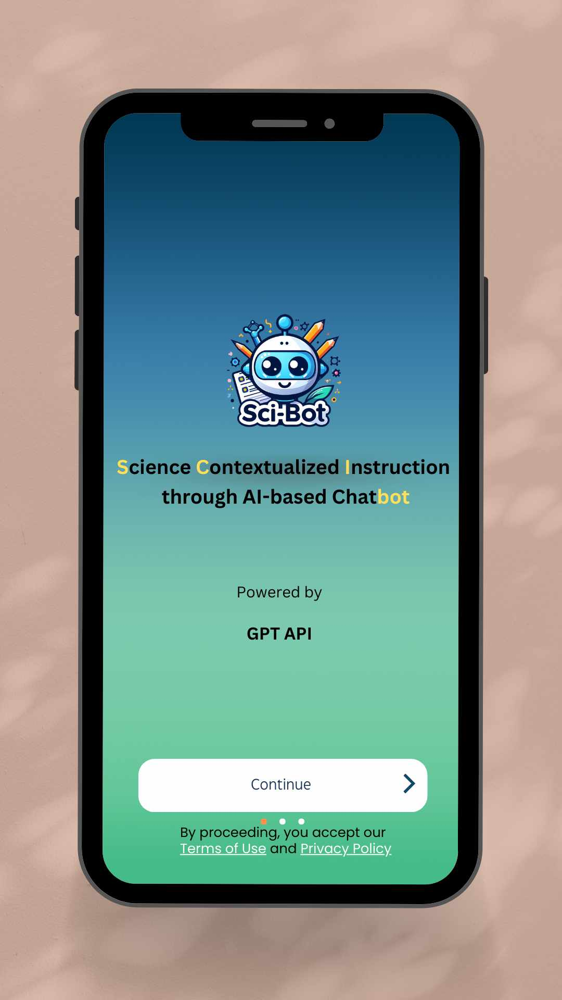 Sci-Bot
Science Contextualized Instruction
through AI-based Chatbot
Powered by
GPT API
Continue
By proceeding, you accept our
Terms of Use and Privacy Policy